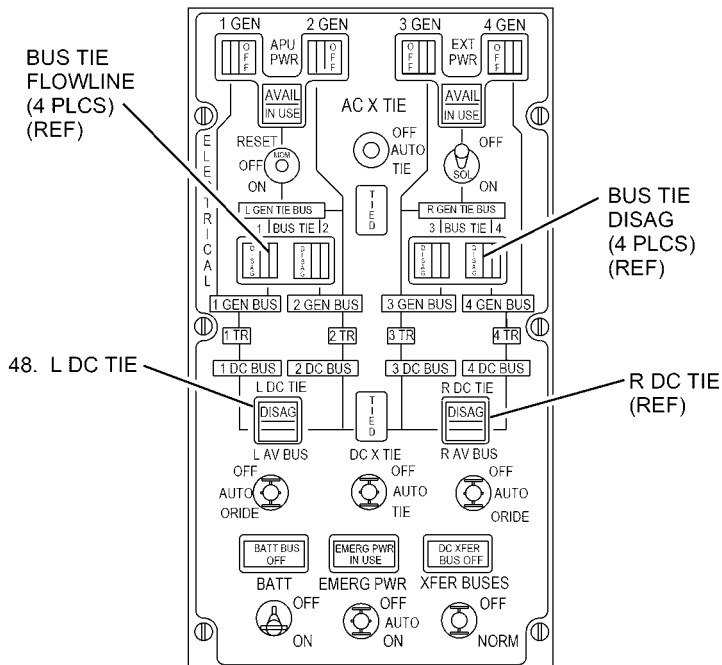 1 GEN 2 GEN 3 GEN 4 GEN
OFF APU PWR OFF OFF EXT PWR OFF
AVAIL AVAIL
IN USE IN USE
BUS TIE
FLOWLINE
(4 PLCS)
(REF)
AC X TIE
OFF
AUTO
TIE
RESET
OFF
ON
MOM
OFF
ON
SOL
ELECTRICAL
TIED
L GEN TIE BUS R GEN TIE BUS
1 BUS TIE 2 3 BUS TIE 4
DISAG DISAG DISAG DISAG
BUS TIE
DISAG
(4 PLCS)
(REF)
1 GEN BUS 2 GEN BUS 3 GEN BUS 4 GEN BUS
1 TR 2 TR 3 TR 4 TR
1 DC BUS 2 DC BUS 3 DC BUS 4 DC BUS
48. L DC TIE
L DC TIE R DC TIE
DISAG TIED DISAG
R DC TIE
(REF)
L AV BUS DC X TIE R AV BUS
OFF OFF OFF
AUTO AUTO AUTO
ORIDE TIE ORIDE
BATT BUS EMERG PWR DC XFER
OFF IN USE BUS OFF
BATT EMERG PWR XFER BUSES
OFF OFF OFF
AUTO
ON ON NORM